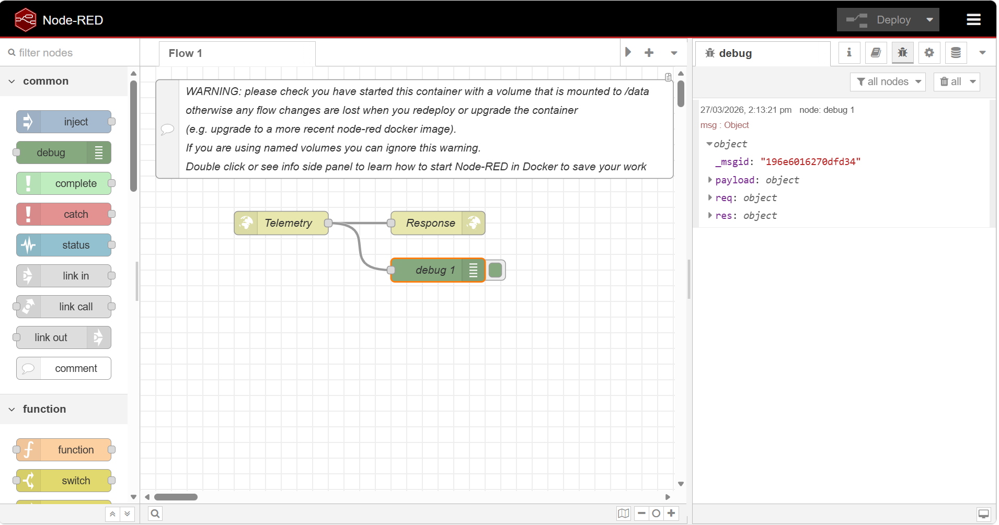 Node-RED
Deploy
filter nodes
Flow 1
debug
common
all nodes
all
WARNING: please check you have started this container with a volume that is mounted to /data
otherwise any flow changes are lost when you redeploy or upgrade the container
(e.g. upgrade to a more recent node-red docker image).
If you are using named volumes you can ignore this warning.
Double click or see info side panel to learn how to start Node-RED in Docker to save your work
inject
debug
complete
catch
status
link in
link call
link out
comment
function
function
switch
Telemetry
Response
debug 1
27/03/2026, 2:13:21 pm node: debug 1
msg : Object
object
_msgid: "196e6016270dfd34"
payload: object
req: object
res: object